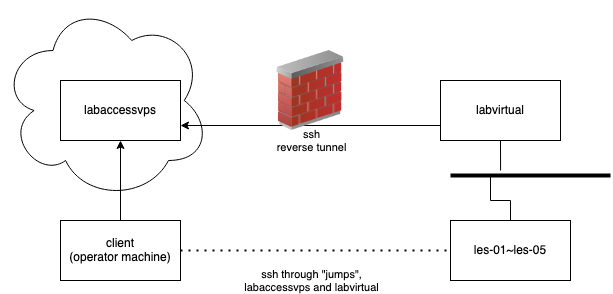 labaccessvps
labvirtual
ssh
reverse tunnel
client
(operator machine)
les-01~les-05
ssh through "jumps",
labaccessvps and labvirtual